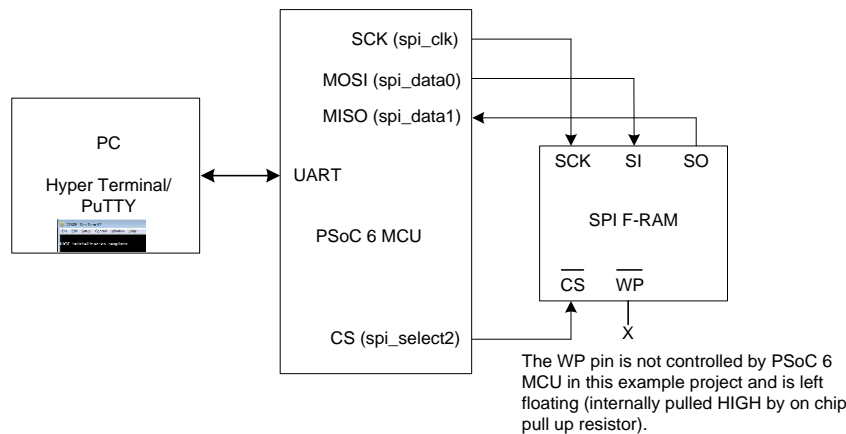 SCK (spi_clk)
MOSI (spi_data0)
MISO (spi_data1)
PC
Hyper Terminal/
PuTTY
UART
PSoC 6 MCU
CS (spi_select2)
SCK SI SO
SPI F-RAM
CS WP
X
The WP pin is not controlled by PSoC 6
MCU in this example project and is left
floating (internally pulled HIGH by on chip
pull up resistor).